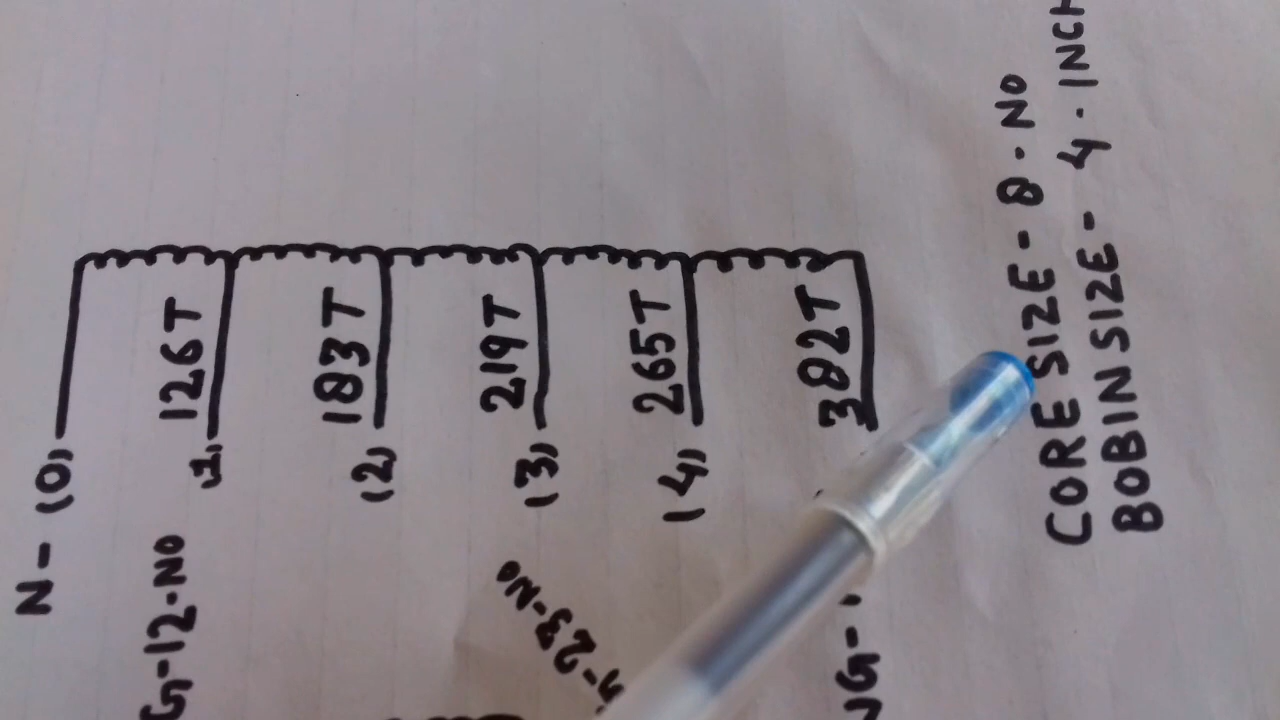 N - (0)
(1) 126T
(2) 183T
(3) 219T
(4) 265T
382T
G-12-NO
-23-NO
CORE SIZE - 8 . NO
BOBIN SIZE - 4 . INCH